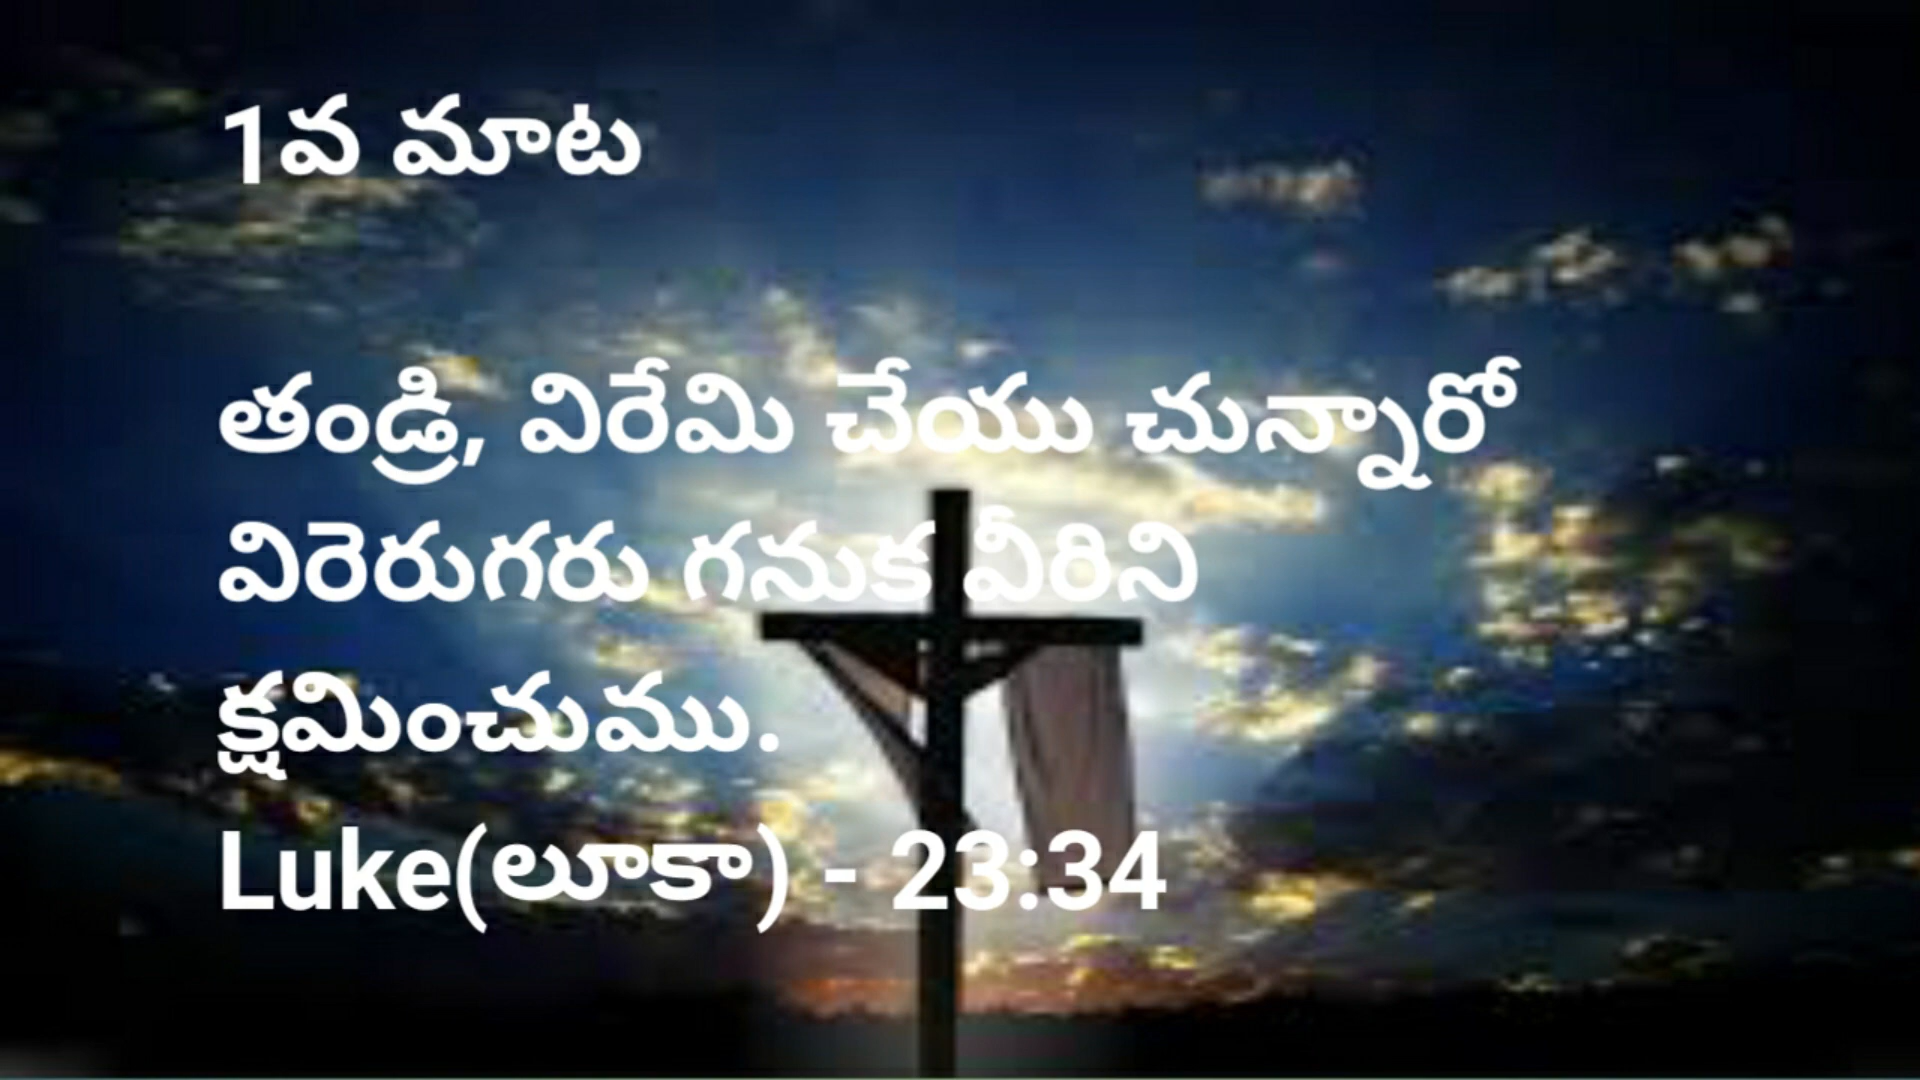 1వ మాట
తండ్రి, విరేమి చేయు చున్నారో
విరెరుగరు గనుక వీరిని
క్షమించుము.
Luke(లూకా) - 23:34